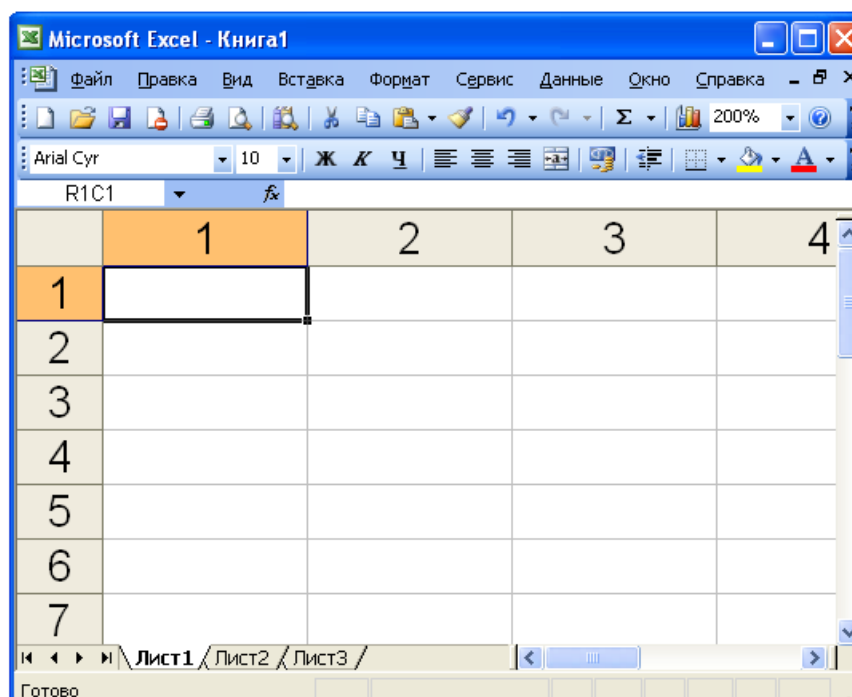 Microsoft Excel - Книга1
Файл Правка Вид Вставка Формат Сервис Данные Окно Справка
Σ 200%
Arial Cyr 10 Ж К Ч A
R1C1 fx
1 2 3 4
1
2
3
4
5
6
7
Лист1 Лист2 Лист3
Готово